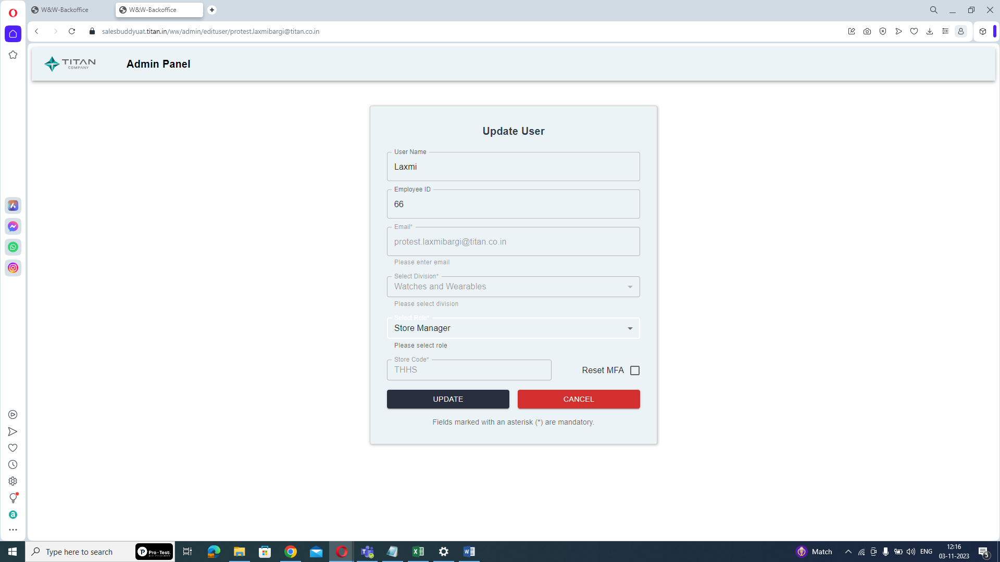 W&W-Backoffice
W&W-Backoffice
salesbuddyuat.titan.in/ww/admin/edituser/protest.laxmibargi@titan.co.in
TITAN
COMPANY
Admin Panel
Update User
User Name
Laxmi
Employee ID
66
Email*
protest.laxmibargi@titan.co.in
Please enter email
Select Division*
Watches and Wearables
Please select division
Select Role*
Store Manager
Please select role
Store Code*
THHS
Reset MFA
UPDATE
CANCEL
Fields marked with an asterisk (*) are mandatory.
Type here to search
Pro-Test
Match
ENG
12:16
03-11-2023
5